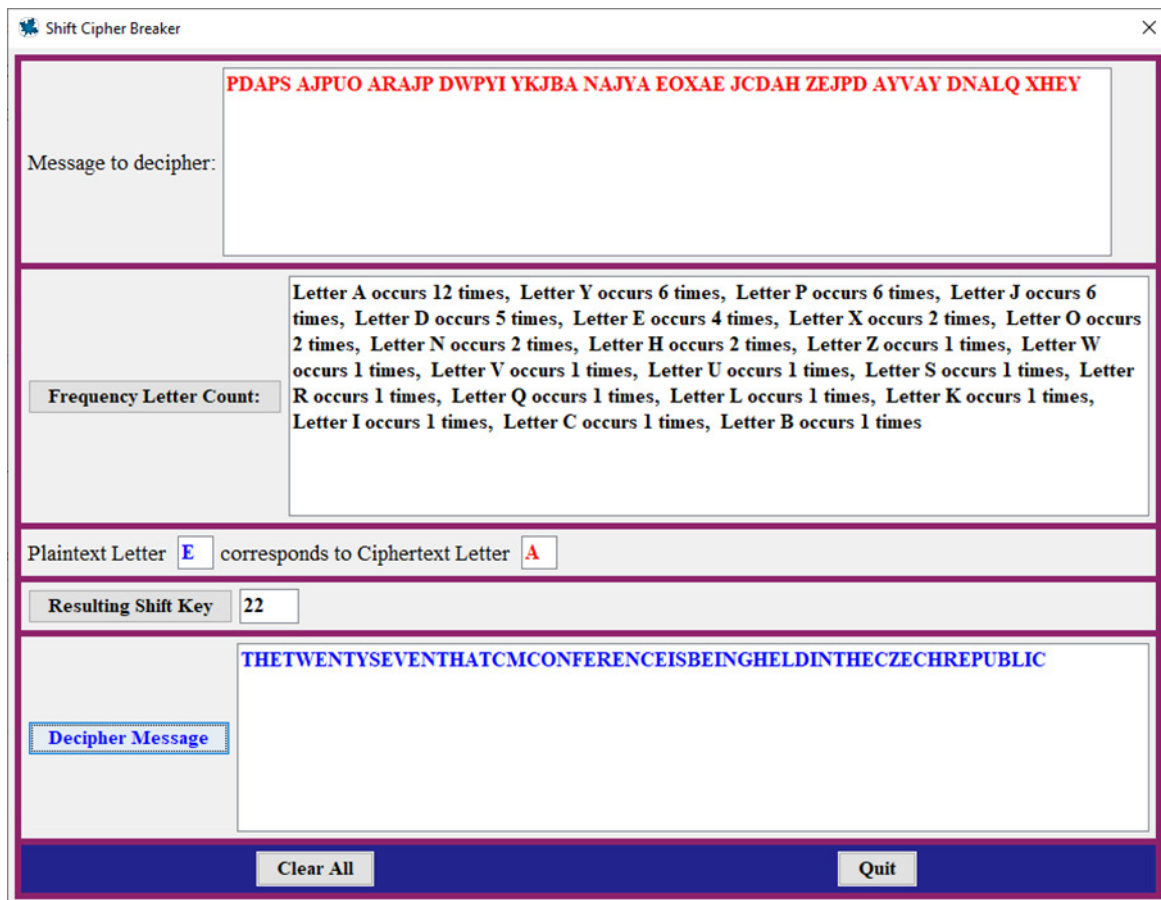 Shift Cipher Breaker
Message to decipher:
PDAPS AJPUO ARAJP DWPYI YKJBA NAJYA EOXAE JCDAH ZEJPD AYVAY DNALQ XHEY
Frequency Letter Count:
Letter A occurs 12 times, Letter Y occurs 6 times, Letter P occurs 6 times, Letter J occurs 6
times, Letter D occurs 5 times, Letter E occurs 4 times, Letter X occurs 2 times, Letter O occurs
2 times, Letter N occurs 2 times, Letter H occurs 2 times, Letter Z occurs 1 times, Letter W
occurs 1 times, Letter V occurs 1 times, Letter U occurs 1 times, Letter S occurs 1 times, Letter
R occurs 1 times, Letter Q occurs 1 times, Letter L occurs 1 times, Letter K occurs 1 times,
Letter I occurs 1 times, Letter C occurs 1 times, Letter B occurs 1 times
Plaintext Letter E corresponds to Ciphertext Letter A
Resulting Shift Key 22
Decipher Message
THETWENTYSEVENTHATCMCONFERENCEISBEINGHELDINTHECZECHREPUBLIC
Clear All Quit